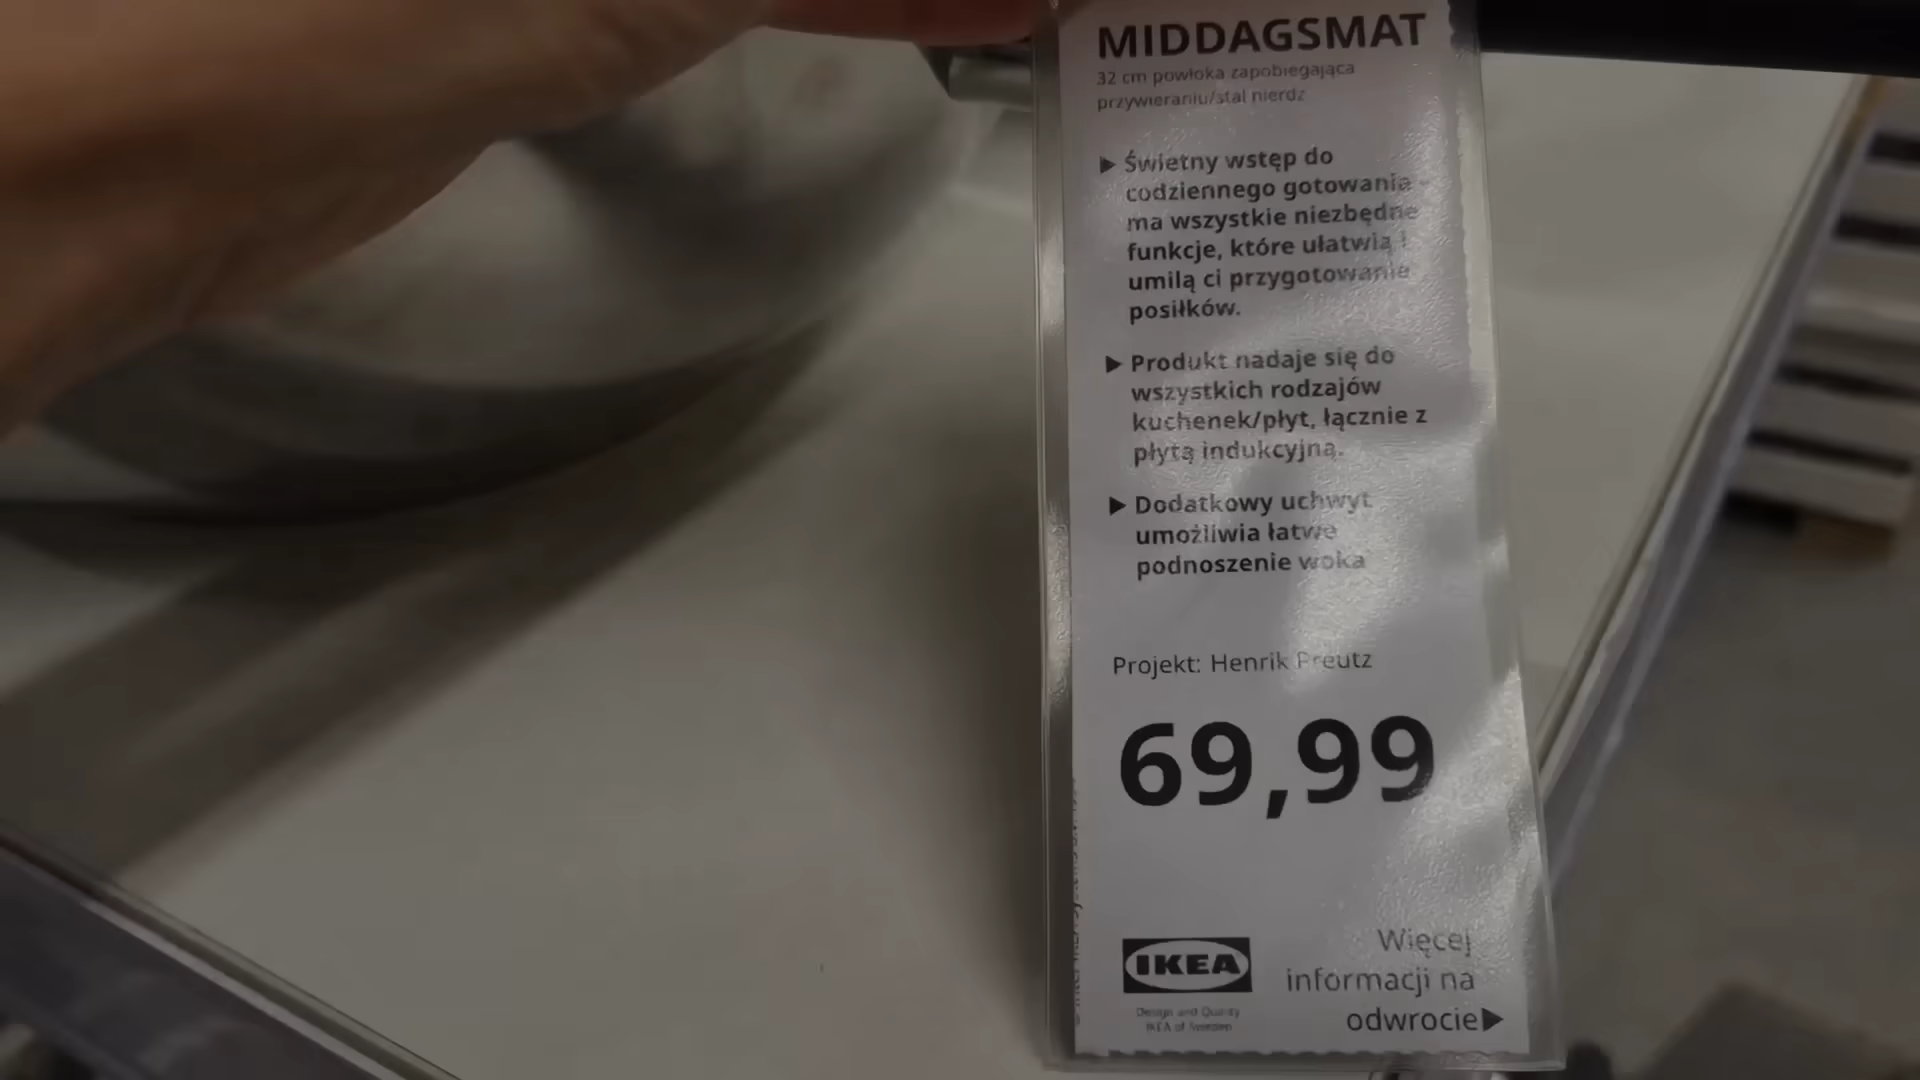 MIDDAGSMAT
32 cm powłoka zapobiegająca
przywieraniu/stal nierdz
▶ Świetny wstęp do
codziennego gotowania -
ma wszystkie niezbędne
funkcje, które ułatwią i
umilą ci przygotowanie
posiłków.
▶ Produkt nadaje się do
wszystkich rodzajów
kuchenek/płyt, łącznie z
płytą indukcyjną.
▶ Dodatkowy uchwyt
umożliwia łatwe
podnoszenie woka
Projekt: Henrik Preutz
69,99
IKEA
Design and Quality
IKEA of Sweden
Więcej
informacji na
odwrocie▶